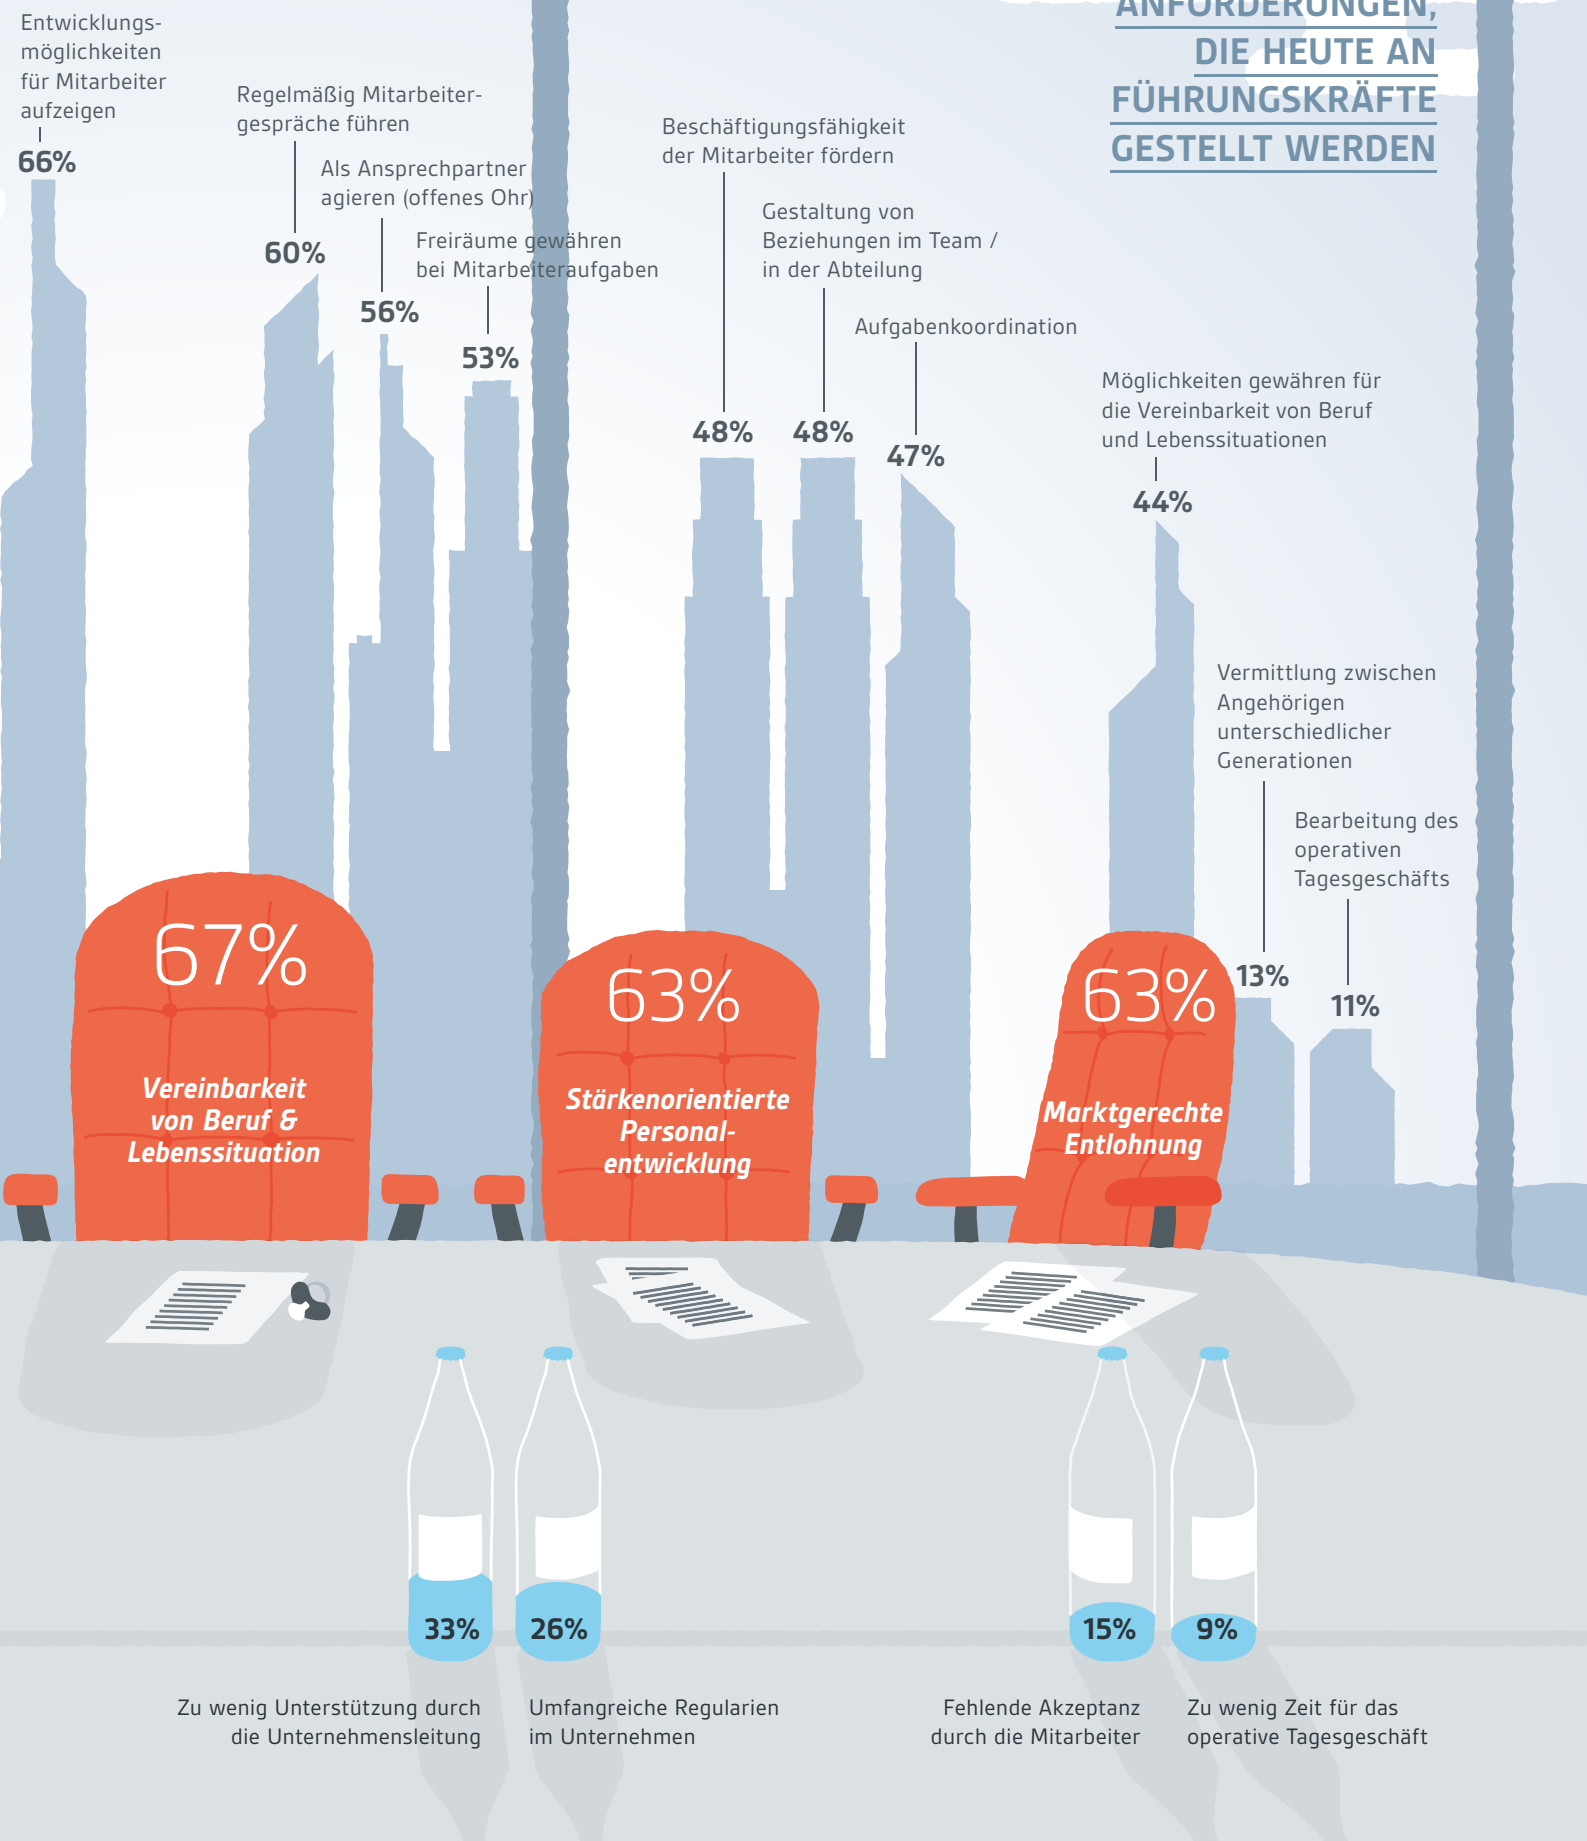 ANFORDERUNGEN,
DIE HEUTE AN
FÜHRUNGSKRÄFTE
GESTELLT WERDEN
Entwicklungs-
möglichkeiten
für Mitarbeiter
aufzeigen
66%
Regelmäßig Mitarbeiter-
gespräche führen
60%
Als Ansprechpartner
agieren (offenes Ohr)
56%
Freiräume gewähren
bei Mitarbeiteraufgaben
53%
Beschäftigungsfähigkeit
der Mitarbeiter fördern
48%
Gestaltung von
Beziehungen im Team /
in der Abteilung
48%
Aufgabenkoordination
47%
Möglichkeiten gewähren für
die Vereinbarkeit von Beruf
und Lebenssituationen
44%
Vermittlung zwischen
Angehörigen
unterschiedlicher
Generationen
13%
Bearbeitung des
operativen
Tagesgeschäfts
11%
67%
Vereinbarkeit
von Beruf &
Lebenssituation
63%
Stärkenorientierte
Personal-
entwicklung
63%
Marktgerechte
Entlohnung
33%
Zu wenig Unterstützung durch
die Unternehmensleitung
26%
Umfangreiche Regularien
im Unternehmen
15%
Fehlende Akzeptanz
durch die Mitarbeiter
9%
Zu wenig Zeit für das
operative Tagesgeschäft